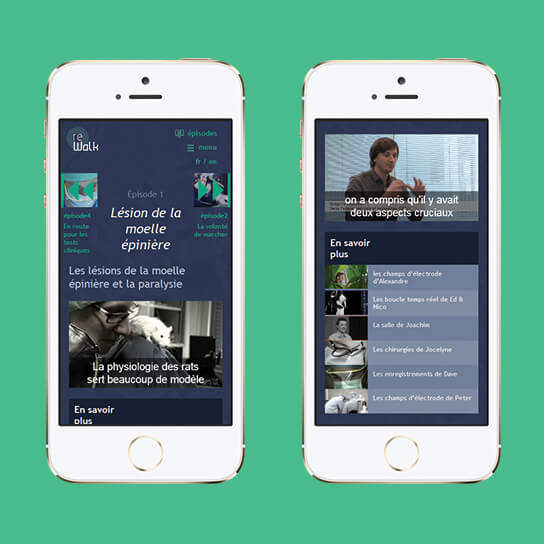 re
walk
épisodes
menu
fr / en
Épisode 1
épisode4
En route
pour les
tests
cliniques
Lésion de la
moelle
épinière
épisode2
La volonté
de marcher
Les lésions de la moelle
épinière et la paralysie
La physiologie des rats
sert beaucoup de modèle
En savoir
plus
on a compris qu'il y avait
deux aspects cruciaux
En savoir
plus
les champs d'électrode
d'Alexandre
Les boucle temps réel de Ed &
Nico
La salle de Joachim
Les chirurgies de Jocelyne
Les enregistrements de Dave
Les champs d'électrode de Peter